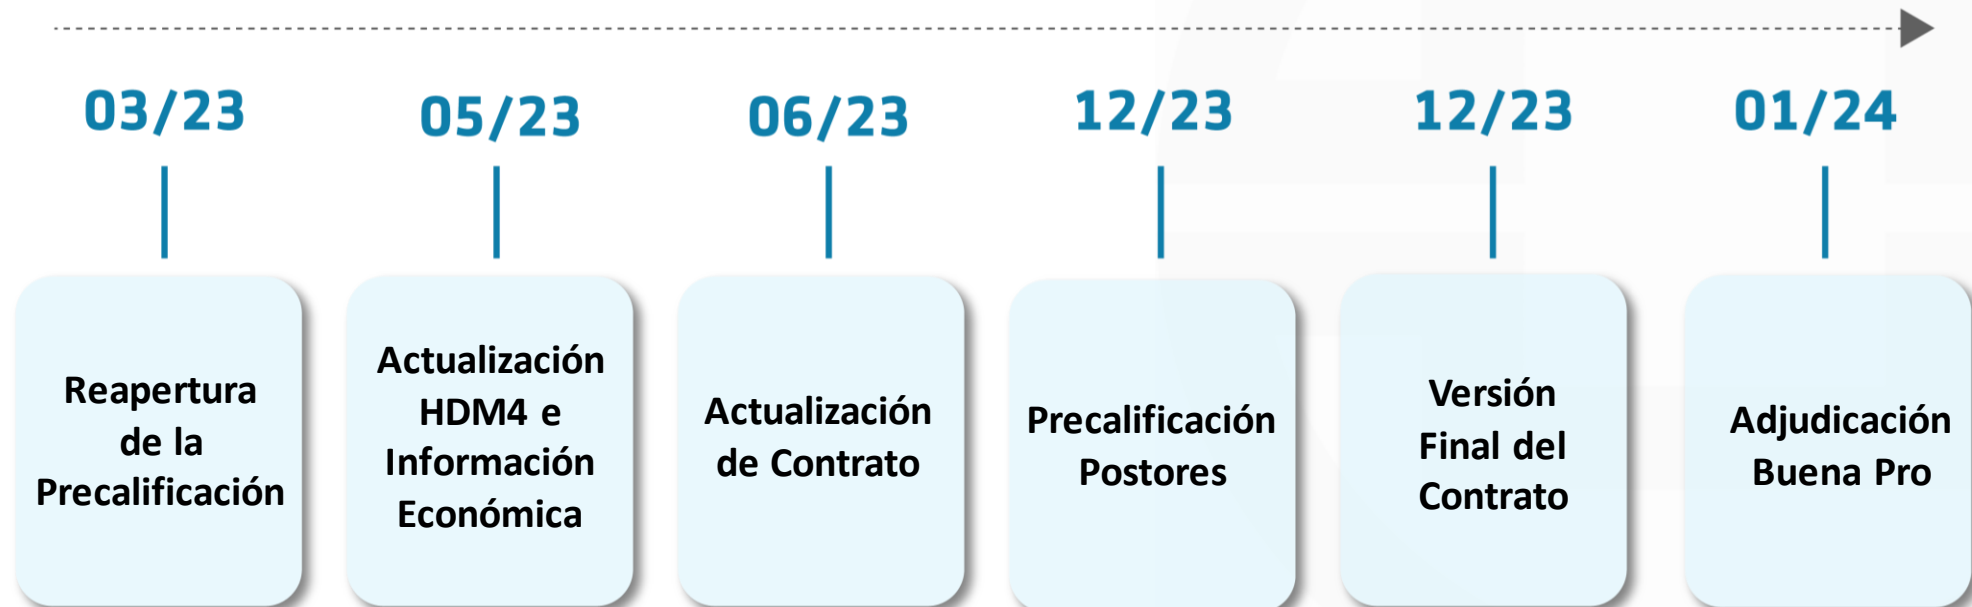 03/23
05/23
06/23
12/23
12/23
01/24
Reapertura
de la
Precalificación
Actualización
HDM4 e
Información
Económica
Actualización
de Contrato
Precalificación
Postores
Versión
Final del
Contrato
Adjudicación
Buena Pro